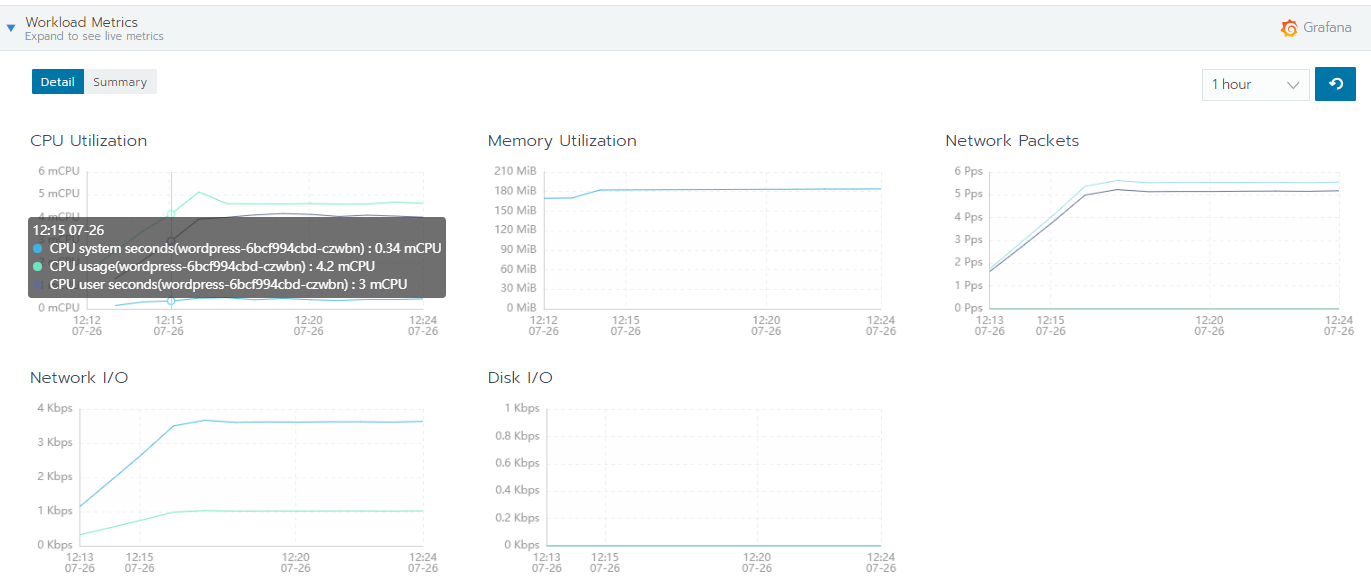 Workload Metrics
Expand to see live metrics
Grafana
Detail Summary
1 hour
CPU Utilization
6 mCPU
5 mCPU
4 mCPU
12:15 07-26
CPU system seconds(wordpress-6bcf994cbd-czwbn) : 0.34 mCPU
CPU usage(wordpress-6bcf994cbd-czwbn) : 4.2 mCPU
CPU user seconds(wordpress-6bcf994cbd-czwbn) : 3 mCPU
0 mCPU
12:12 12:15 12:20 12:24
07-26 07-26 07-26 07-26
Memory Utilization
210 MiB
180 MiB
150 MiB
120 MiB
90 MiB
60 MiB
30 MiB
0 MiB
12:12 12:15 12:20 12:24
07-26 07-26 07-26 07-26
Network Packets
6 Pps
5 Pps
4 Pps
3 Pps
2 Pps
1 Pps
0 Pps
12:13 12:15 12:20 12:24
07-26 07-26 07-26 07-26
Network I/O
4 Kbps
3 Kbps
2 Kbps
1 Kbps
0 Kbps
12:13 12:15 12:20 12:24
07-26 07-26 07-26 07-26
Disk I/O
1 Kbps
0.8 Kbps
0.6 Kbps
0.4 Kbps
0.2 Kbps
0 Kbps
12:13 12:15 12:20 12:24
07-26 07-26 07-26 07-26